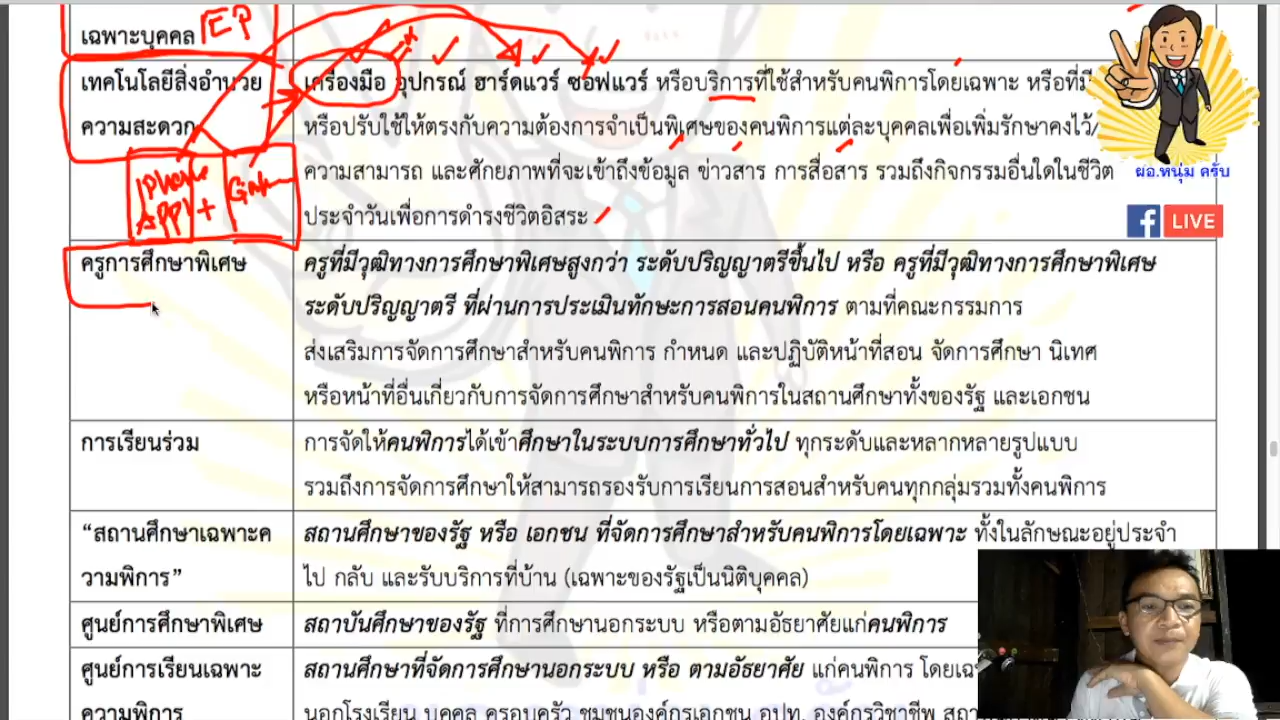 เฉพาะบุคคล IEP
เทคโนโลยีสิ่งอำนวย
ความสะดวก
เครื่องมือ อุปกรณ์ ฮาร์ดแวร์ ซอฟแวร์ หรือบริการที่ใช้สำหรับคนพิการโดยเฉพาะ หรือที่มี
หรือปรับใช้ให้ตรงกับความต้องการจำเป็นพิเศษของคนพิการแต่ละบุคคลเพื่อเพิ่มรักษาคงไว้/
ความสามารถ และศักยภาพที่จะเข้าถึงข้อมูล ข่าวสาร การสื่อสาร รวมถึงกิจกรรมอื่นใดในชีวิต
ประจำวันเพื่อการดำรงชีวิตอิสระ
ผอ.หนุ่ม ครับ
f LIVE
ครูการศึกษาพิเศษ
ครูที่มีวุฒิทางการศึกษาพิเศษสูงกว่า ระดับปริญญาตรีขึ้นไป หรือ ครูที่มีวุฒิทางการศึกษาพิเศษ
ระดับปริญญาตรี ที่ผ่านการประเมินทักษะการสอนคนพิการ ตามที่คณะกรรมการ
ส่งเสริมการจัดการศึกษาสำหรับคนพิการ กำหนด และปฏิบัติหน้าที่สอน จัดการศึกษา นิเทศ
หรือหน้าที่อื่นเกี่ยวกับการจัดการศึกษาสำหรับคนพิการในสถานศึกษาทั้งของรัฐ และเอกชน
การเรียนร่วม
การจัดให้คนพิการได้เข้าศึกษาในระบบการศึกษาทั่วไป ทุกระดับและหลากหลายรูปแบบ
รวมถึงการจัดการศึกษาให้สามารถรองรับการเรียนการสอนสำหรับคนทุกกลุ่มรวมทั้งคนพิการ
“สถานศึกษาเฉพาะค
วามพิการ”
สถานศึกษาของรัฐ หรือ เอกชน ที่จัดการศึกษาสำหรับคนพิการโดยเฉพาะ ทั้งในลักษณะอยู่ประจำ
ไป กลับ และรับบริการที่บ้าน (เฉพาะของรัฐเป็นนิติบุคคล)
ศูนย์การศึกษาพิเศษ
สถาบันศึกษาของรัฐ ที่การศึกษานอกระบบ หรือตามอัธยาศัยแก่คนพิการ
ศูนย์การเรียนเฉพาะ
ความพิการ
สถานศึกษาที่จัดการศึกษานอกระบบ หรือ ตามอัธยาศัย แก่คนพิการ
นอกโรงเรียน บุคคล ครอบครัว ชุมชนองค์กรเอกชน อปท. องค์กรวิชาชีพ